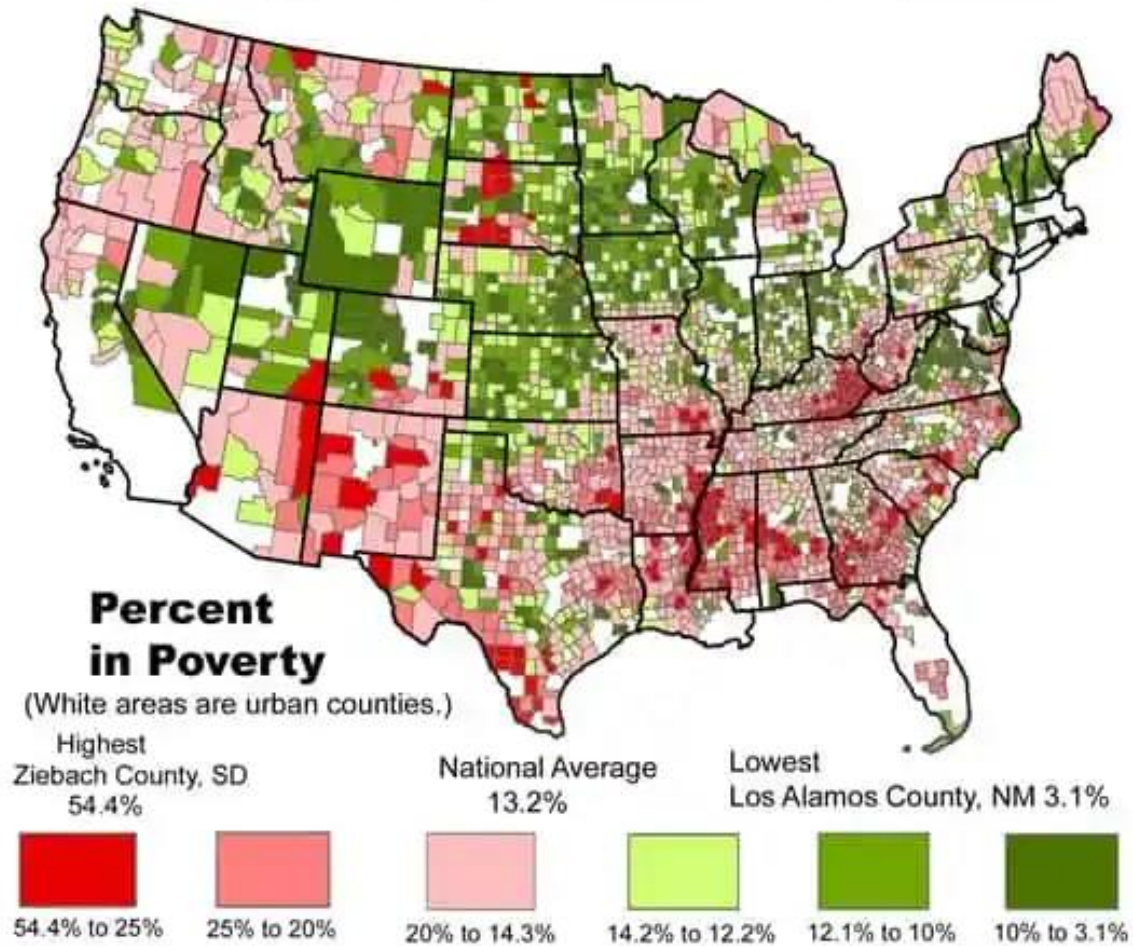 Percent
in Poverty
(White areas are urban counties.)
Highest
Ziebach County, SD
54.4%
National Average
13.2%
Lowest
Los Alamos County, NM 3.1%
54.4% to 25%
25% to 20%
20% to 14.3%
14.2% to 12.2%
12.1% to 10%
10% to 3.1%